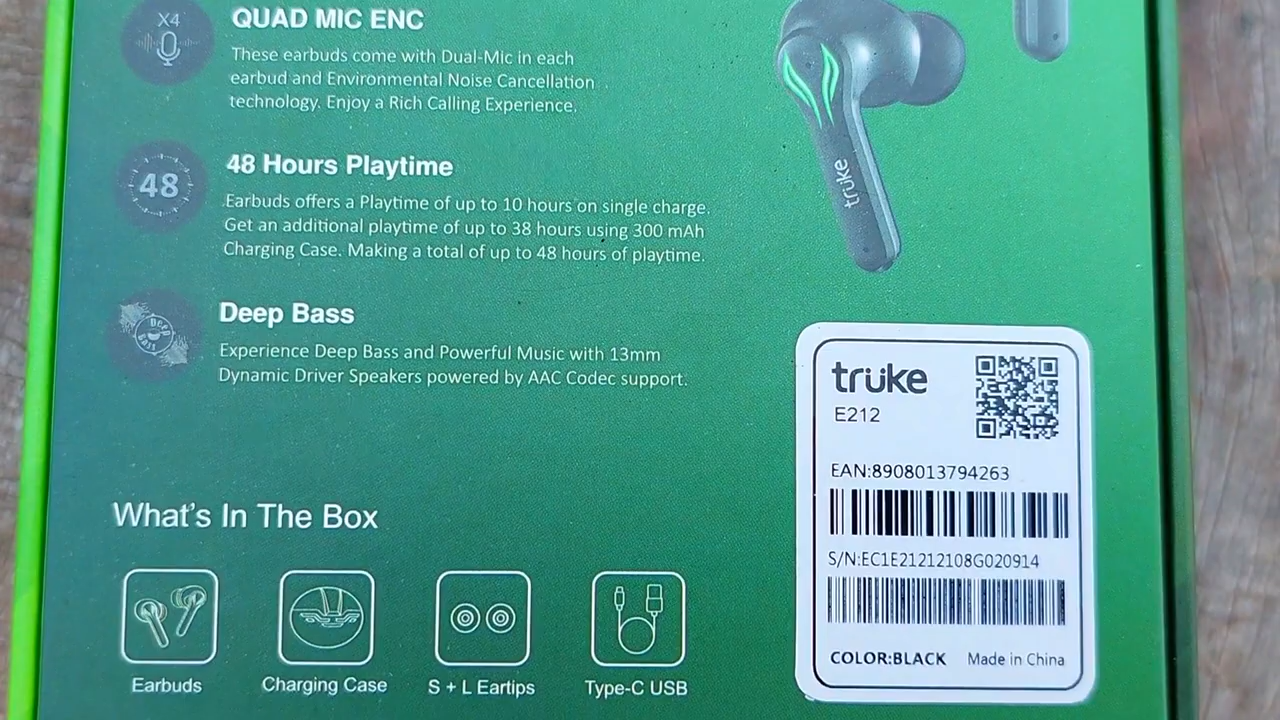 X4
QUAD MIC ENC
These earbuds come with Dual-Mic in each
earbud and Environmental Noise Cancellation
technology. Enjoy a Rich Calling Experience.
48
48 Hours Playtime
Earbuds offers a Playtime of up to 10 hours on single charge.
Get an additional playtime of up to 38 hours using 300 mAh
Charging Case. Making a total of up to 48 hours of playtime.
Deep Bass
Deep Bass
Experience Deep Bass and Powerful Music with 13mm
Dynamic Driver Speakers powered by AAC Codec support.
What's In The Box
Earbuds
Charging Case
S + L Eartips
Type-C USB
truke
truke
E212
EAN:8908013794263
S/N:EC1E21212108G020914
COLOR:BLACK Made in China